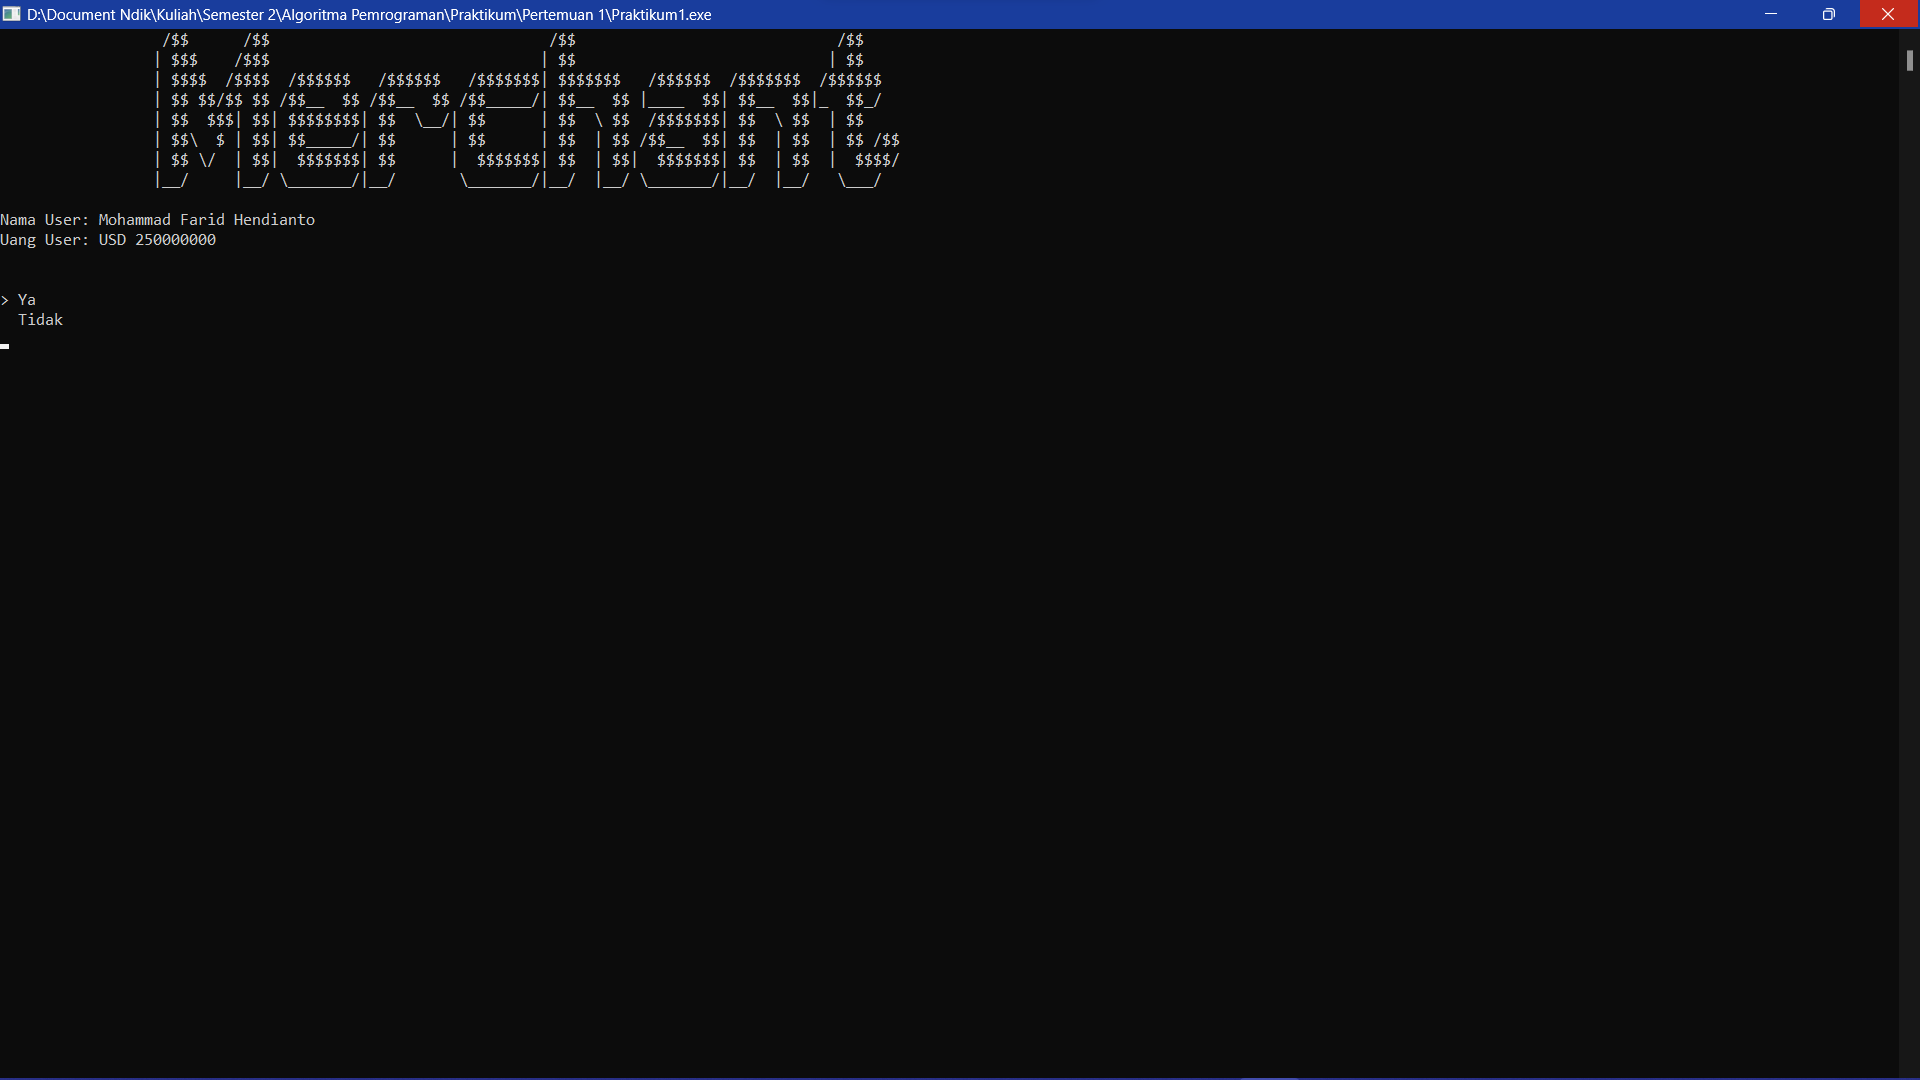 D:\Document Ndik\Kuliah\Semester 2\Algoritma Pemrograman\Praktikum\Pertemuan 1\Praktikum1.exe
Merchant
Nama User: Mohammad Farid Hendianto
Uang User: USD 250000000
> Ya
Tidak